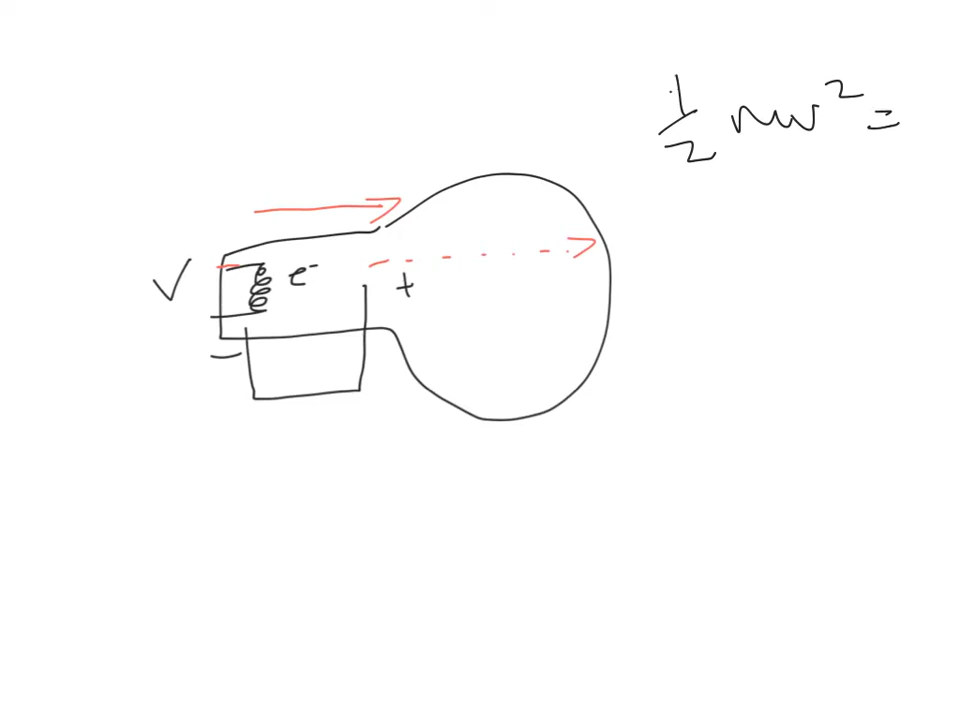 ½ mv² =
V
e⁻
+
−